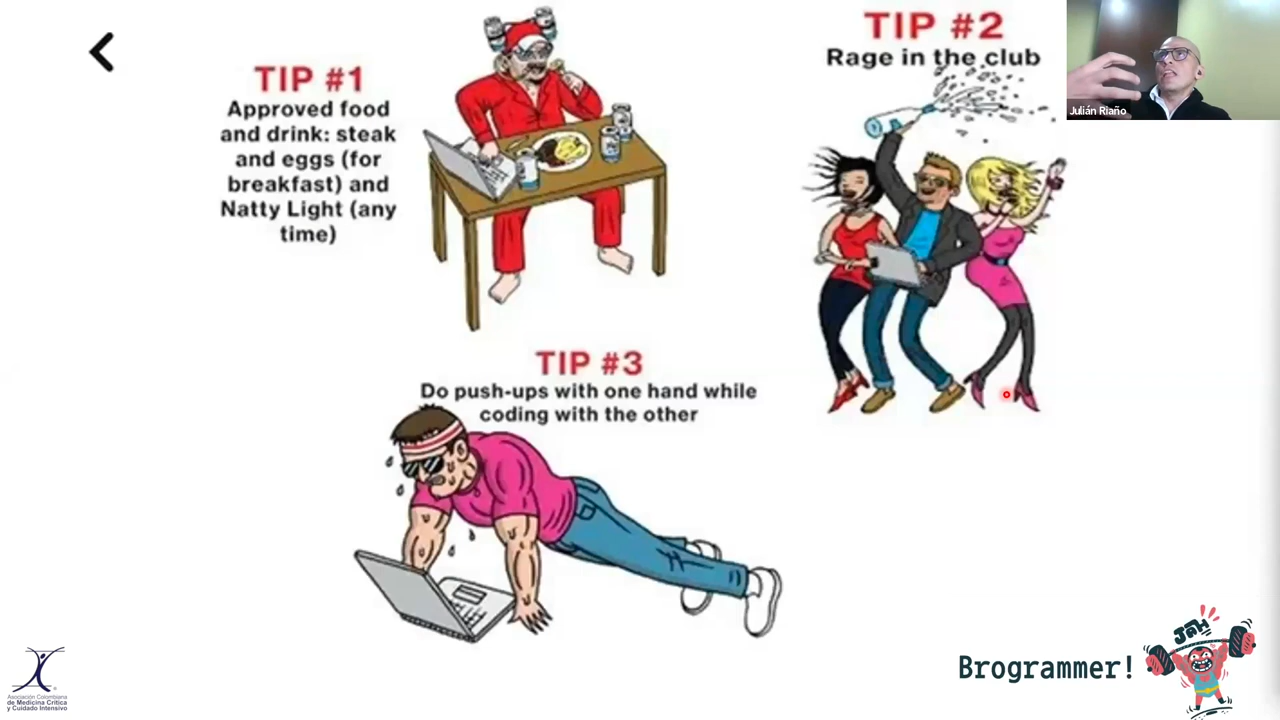 TIP #1
Approved food
and drink: steak
and eggs (for
breakfast) and
Natty Light (any
time)
TIP #2
Rage in the club
Julián Riaño
TIP #3
Do push-ups with one hand while
coding with the other
JAH
Brogrammer!
Asociación Colombiana
de Medicina Crítica
y Cuidado Intensivo